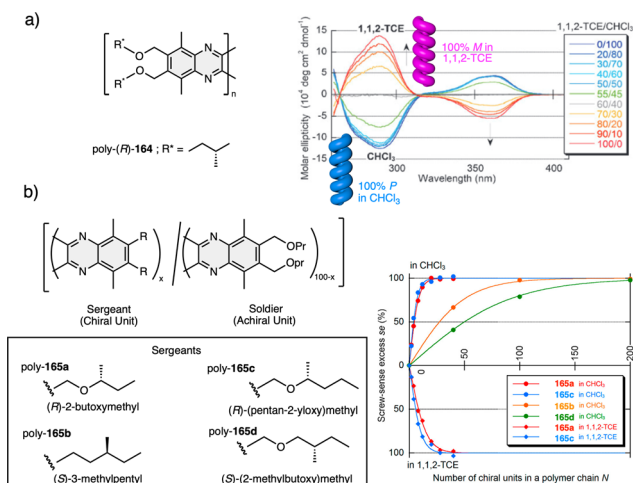 a)
R*
O
O
R*
N
N
n
poly-(R)-164 ; R* =
1,1,2-TCE
100% M in
1,1,2-TCE
CHCl3
100% P
in CHCl3
Molar ellipticity (10⁴ deg cm² dmol⁻¹)
15
10
5
0
-5
-10
-15
300
350
400
Wavelength (nm)
1,1,2-TCE/CHCl3
0/100
20/80
30/70
40/60
50/50
55/45
60/40
70/30
80/20
90/10
100/0
b)
N
N
R
R
x
N
N
OPr
Opr
100-x
Sergeant
(Chiral Unit)
Soldier
(Achiral Unit)
Sergeants
poly-165a
O
(R)-2-butoxymethyl
poly-165c
O
(R)-(pentan-2-yloxy)methyl
poly-165b
(S)-3-methylpentyl
poly-165d
O
(S)-(2-methylbutoxy)methyl
in CHCl3
Screw-sense excess se (%)
100
50
0
50
100
0
40
80
120
160
200
165a in CHCl3
165c in CHCl3
165b in CHCl3
165d in CHCl3
165a in 1,1,2-TCE
165c in 1,1,2-TCE
in 1,1,2-TCE
Number of chiral units in a polymer chain N